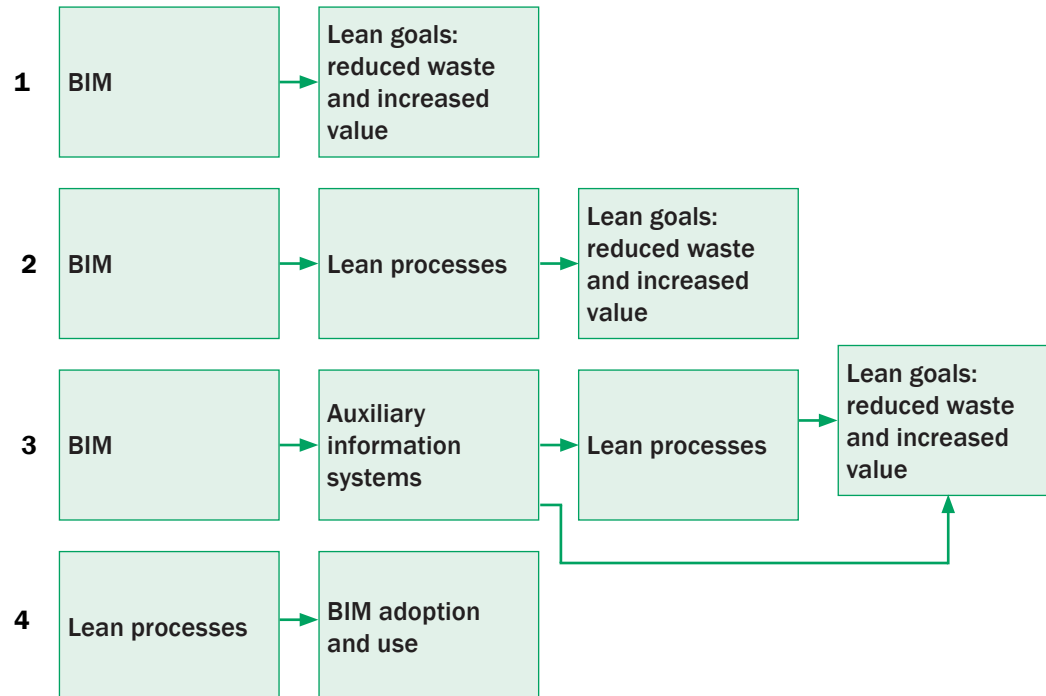 1
BIM
Lean goals:
reduced waste
and increased
value
2
BIM
Lean processes
Lean goals:
reduced waste
and increased
value
3
BIM
Auxiliary
information
systems
Lean processes
Lean goals:
reduced waste
and increased
value
4
Lean processes
BIM adoption
and use